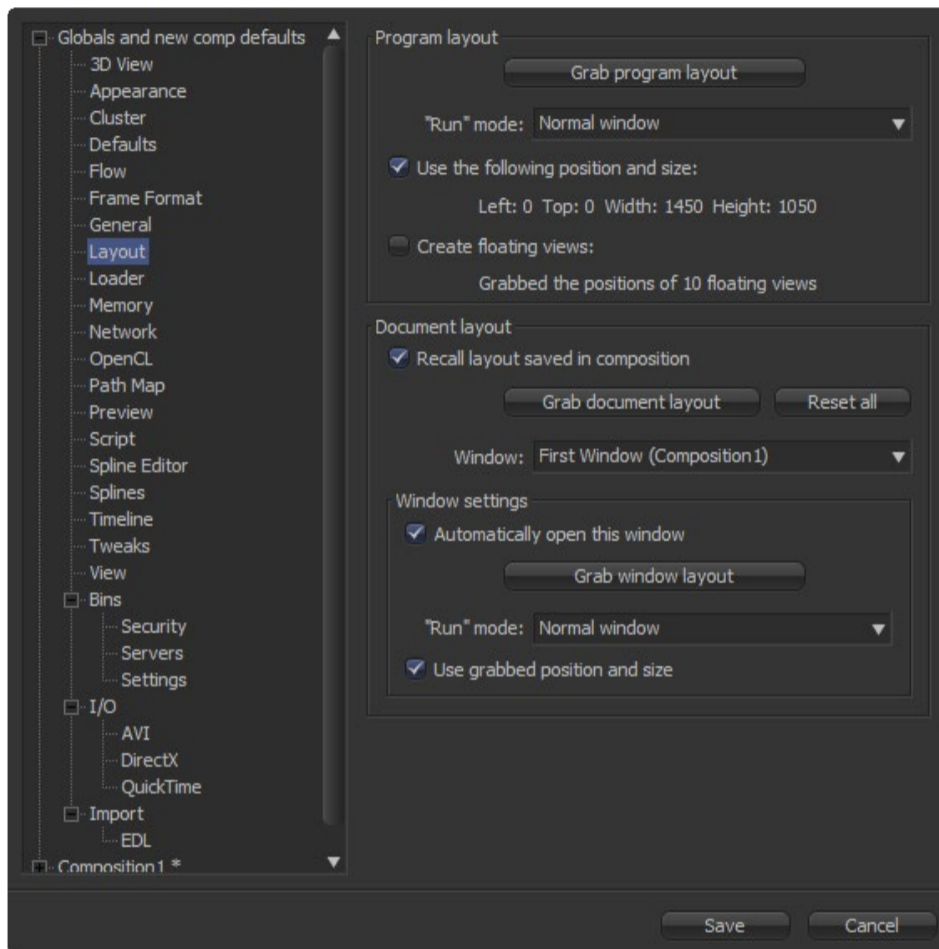 Globals and new comp defaults
3D View
Appearance
Cluster
Defaults
Flow
Frame Format
General
Layout
Loader
Memory
Network
OpenCL
Path Map
Preview
Script
Spline Editor
Splines
Timeline
Tweaks
View
Bins
Security
Servers
Settings
I/O
AVI
DirectX
QuickTime
Import
EDL
Composition1 *
Program layout
Grab program layout
"Run" mode: Normal window
Use the following position and size:
Left: 0 Top: 0 Width: 1450 Height: 1050
Create floating views:
Grabbed the positions of 10 floating views
Document layout
Recall layout saved in composition
Grab document layout Reset all
Window: First Window (Composition1)
Window settings
Automatically open this window
Grab window layout
"Run" mode: Normal window
Use grabbed position and size
Save Cancel